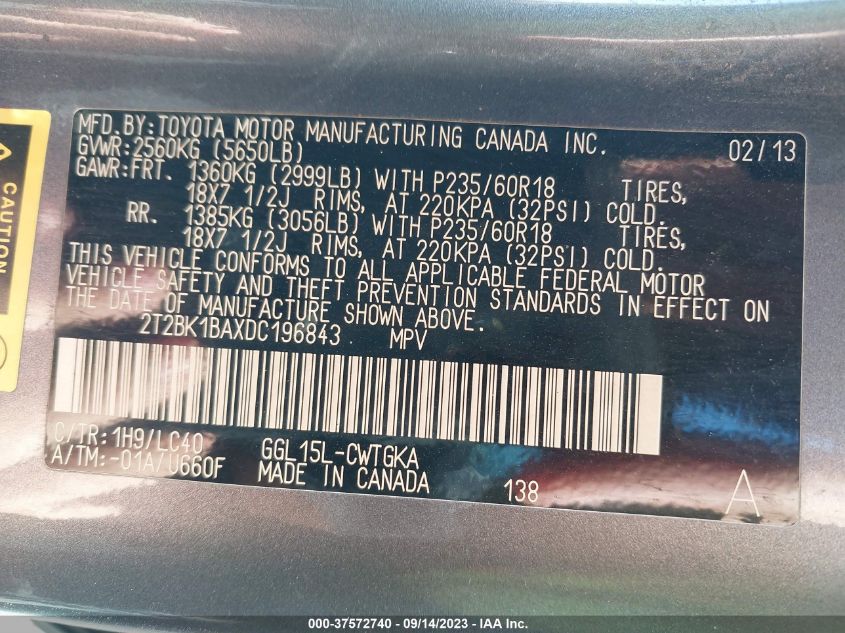 MFD.BY:TOYOTA MOTOR MANUFACTURING CANADA INC. 02/13
GVWR:2560KG (5650LB)
GAWR:FRT. 1360KG (2999LB) WITH P235/60R18 TIRES,
18X7 1/2J RIMS, AT 220KPA (32PSI) COLD.
RR. 1385KG (3056LB) WITH P235/60R18 TIRES,
18X7 1/2J RIMS, AT 220KPA (32PSI) COLD.
THIS VEHICLE CONFORMS TO ALL APPLICABLE FEDERAL MOTOR
VEHICLE SAFETY AND THEFT PREVENTION STANDARDS IN EFFECT ON
THE DATE OF MANUFACTURE SHOWN ABOVE.
2T2BK1BAXDC196843 MPV
C/TR:1H9/LC40 GGL15L-CWTGKA
A/TM:-01A/U660F MADE IN CANADA 138 A
CAUTION
000-37572740 - 09/14/2023 - IAA Inc.